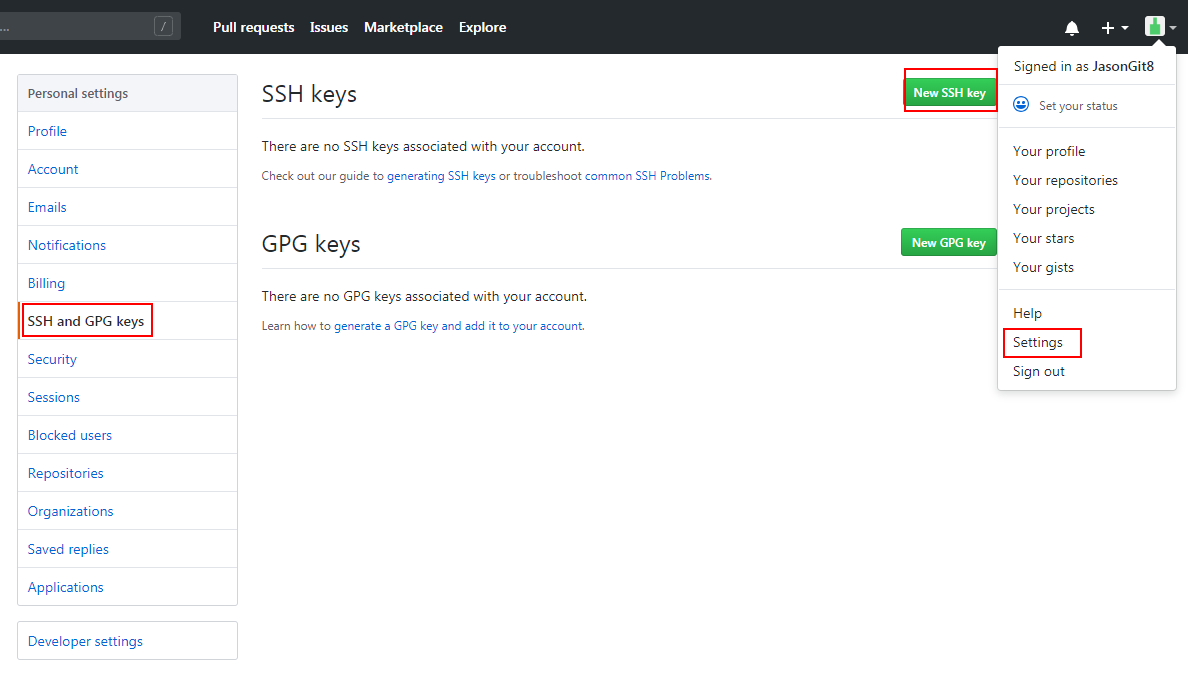 ... /
Pull requests Issues Marketplace Explore
Signed in as JasonGit8
Set your status
Your profile
Your repositories
Your projects
Your stars
Your gists
Help
Settings
Sign out
Personal settings
Profile
Account
Emails
Notifications
Billing
SSH and GPG keys
Security
Sessions
Blocked users
Repositories
Organizations
Saved replies
Applications
Developer settings
SSH keys
New SSH key
There are no SSH keys associated with your account.
Check out our guide to generating SSH keys or troubleshoot common SSH Problems.
GPG keys
New GPG key
There are no GPG keys associated with your account.
Learn how to generate a GPG key and add it to your account.